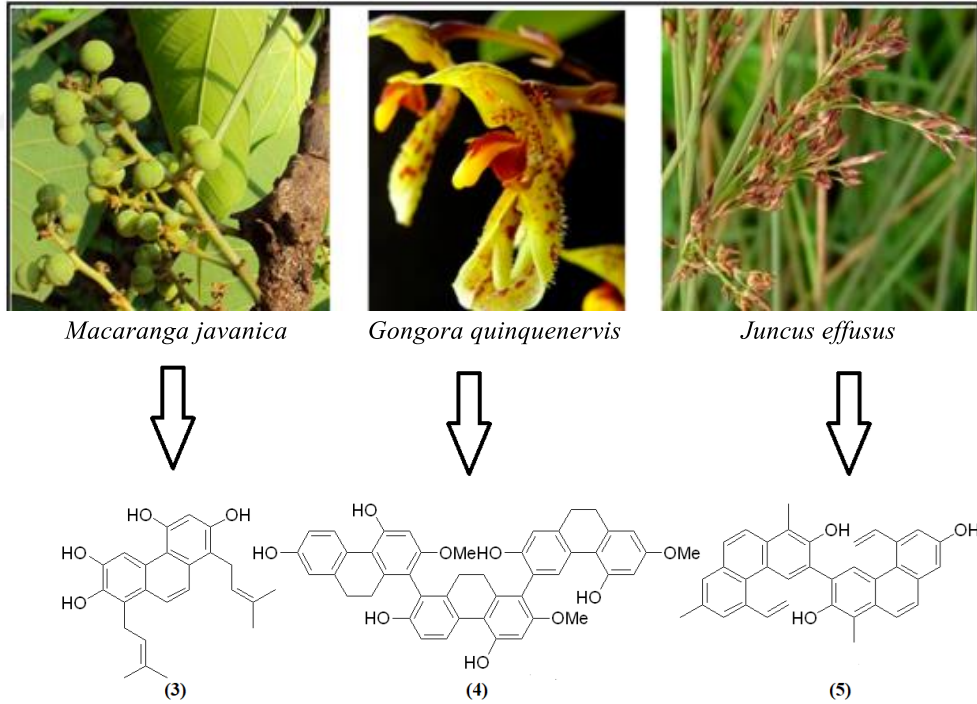 Macaranga javanica
Gongora quinquenervis
Juncus effusus
HO
OH
HO
HO
(3)
HO
HO
OMe
HO
OMe
HO
HO
OMe
OH
(4)
OH
OH
HO
(5)